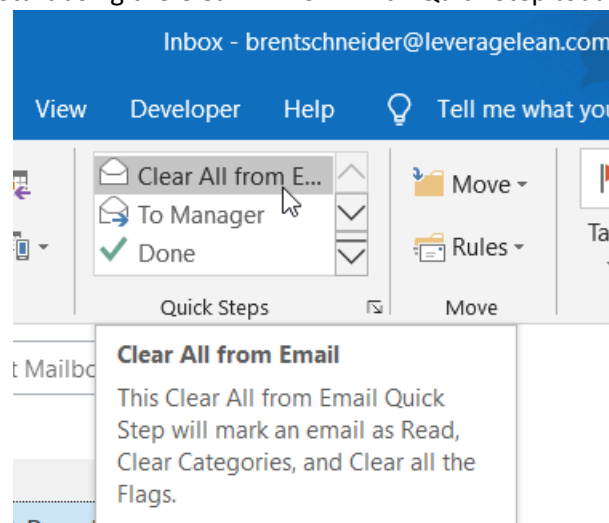 Inbox - brentschneider@leveragelean.com
View Developer Help Tell me what you
Clear All from E... Move
To Manager
Done Rules
Quick Steps Move
Clear All from Email
This Clear All from Email Quick
Step will mark an email as Read,
Clear Categories, and Clear all the
Flags.